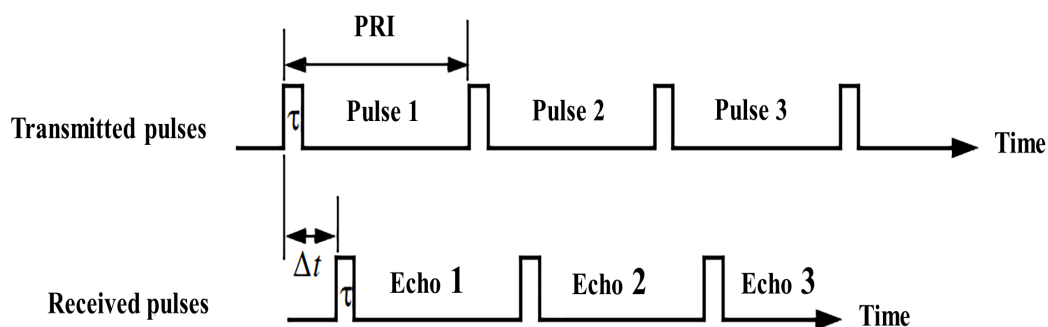 PRI
τ
Pulse 1
Pulse 2
Pulse 3
Transmitted pulses
Time
Δt
τ
Echo 1
Echo 2
Echo 3
Received pulses
Time